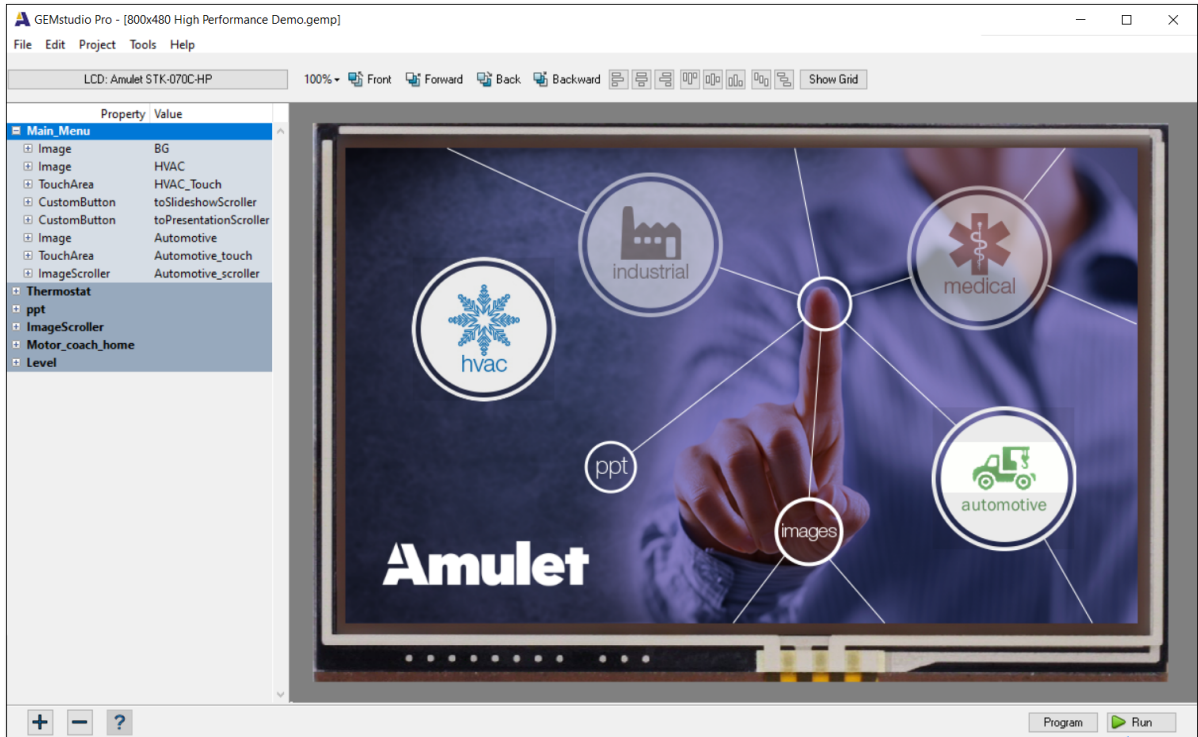 GEMstudio Pro - [800x480 High Performance Demo.gemp]
File Edit Project Tools Help
LCD: Amulet STK-070C-HP
100% Front Forward Back Backward Show Grid
Property Value
Main_Menu
Image BG
Image HVAC
TouchArea HVAC_Touch
CustomButton toSlideshowScroller
CustomButton toPresentationScroller
Image Automotive
TouchArea Automotive_touch
ImageScroller Automotive_scroller
Thermostat
ppt
ImageScroller
Motor_coach_home
Level
industrial
medical
hvac
ppt
automotive
images
Amulet
?
Program Run